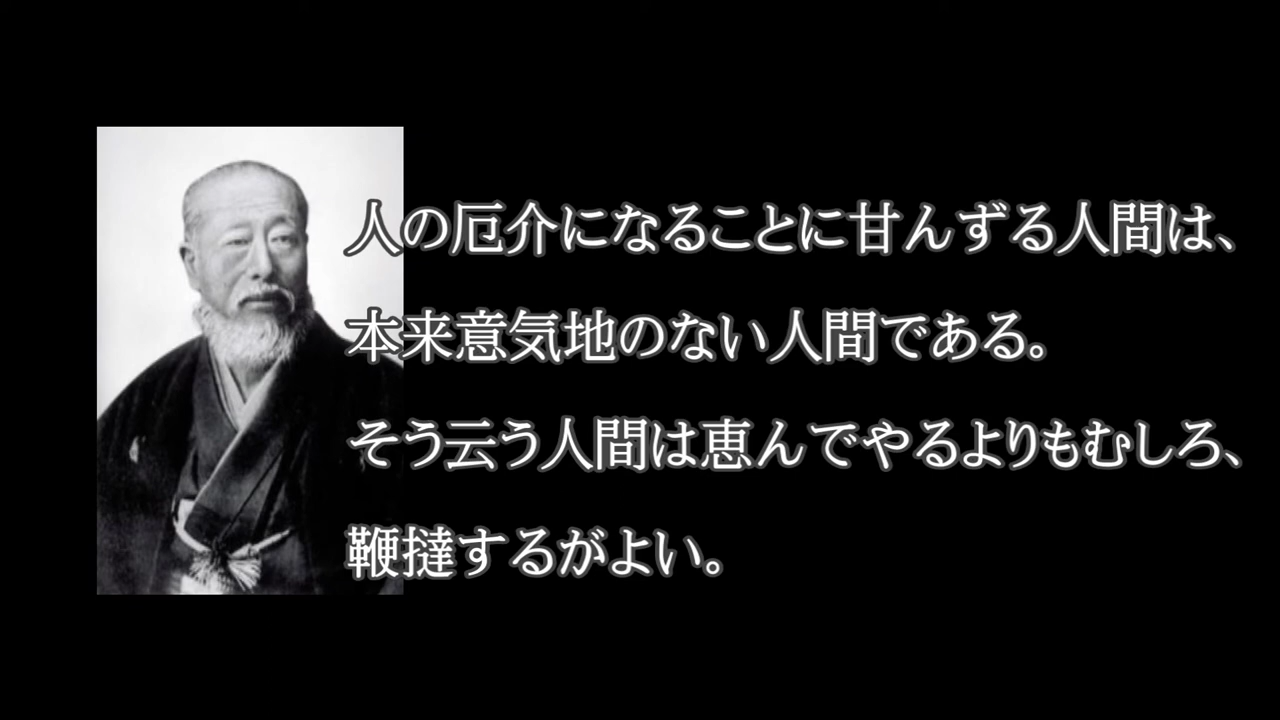 人の厄介になることに甘んずる人間は、
本来意気地のない人間である。
そう云う人間は恵んでやるよりもむしろ、
鞭撻するがよい。